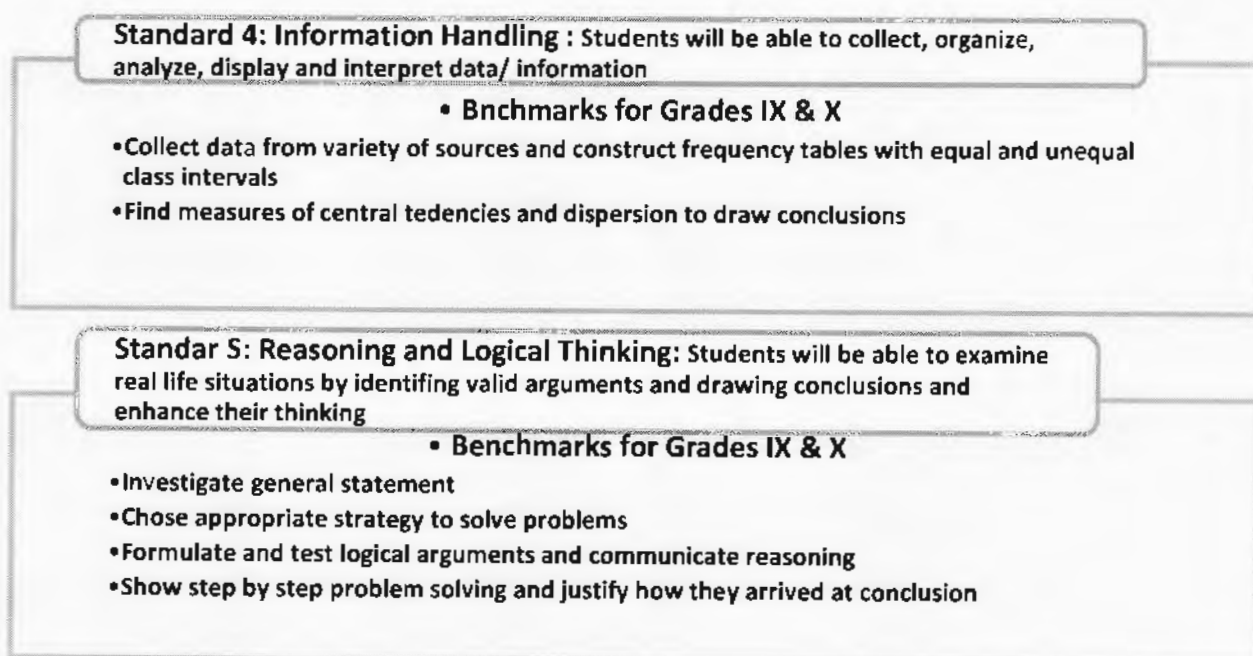 Standard 4: Information Handling : Students will be able to collect, organize,
analyze, display and interpret data/ information
• Bnchmarks for Grades IX & X
•Collect data from variety of sources and construct frequency tables with equal and unequal
class intervals
•Find measures of central tedencies and dispersion to draw conclusions
Standar S: Reasoning and Logical Thinking: Students will be able to examine
real life situations by identifing valid arguments and drawing conclusions and
enhance their thinking
• Benchmarks for Grades IX & X
•Investigate general statement
•Chose appropriate strategy to solve problems
•Formulate and test logical arguments and communicate reasoning
•Show step by step problem solving and justify how they arrived at conclusion